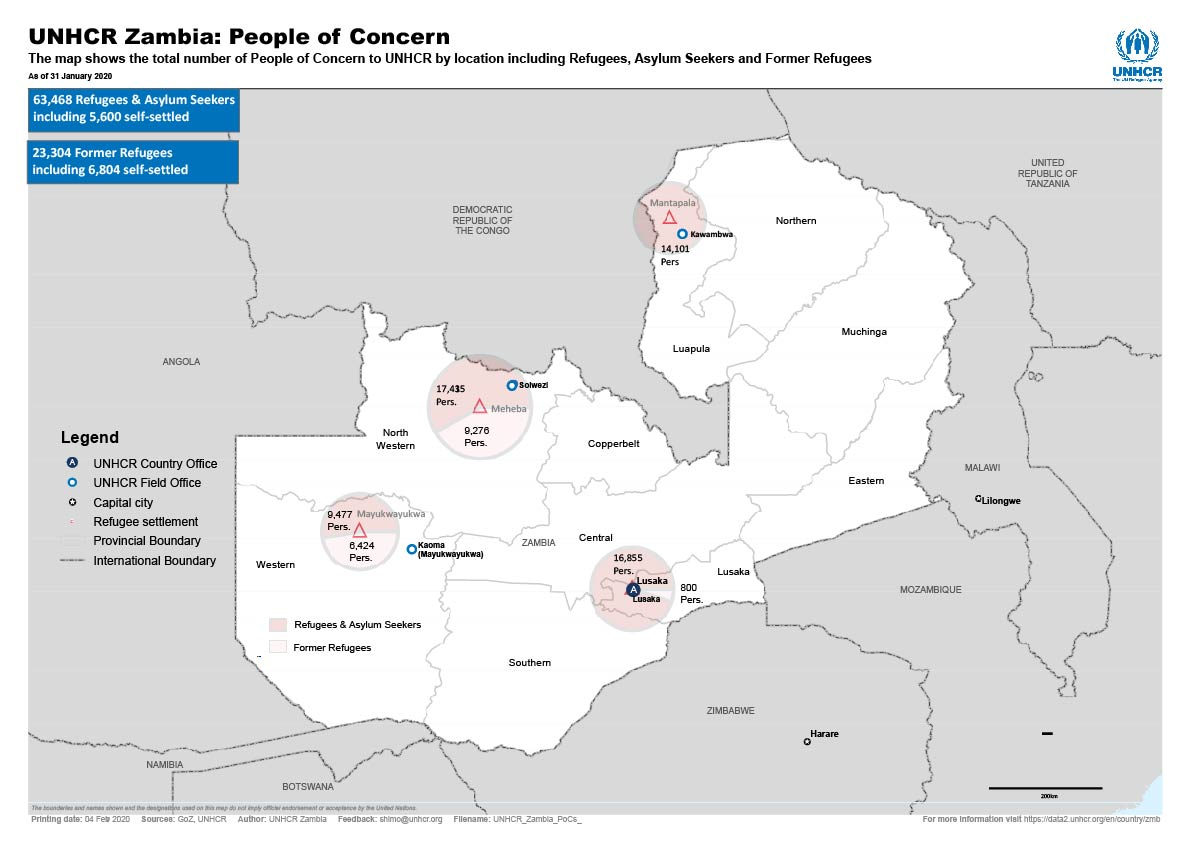 UNHCR Zambia: People of Concern
The map shows the total number of People of Concern to UNHCR by location including Refugees, Asylum Seekers and Former Refugees
As of 31 January 2020
UNHCR
The UN Refugee Agency
63,468 Refugees & Asylum Seekers
including 5,600 self-settled
23,304 Former Refugees
including 6,804 self-settled
UNITED
REPUBLIC OF
TANZANIA
DEMOCRATIC
REPUBLIC OF
THE CONGO
Mantapala
Kawambwa
14,101
Pers
Northern
Muchinga
Luapula
ANGOLA
17,435
Pers.
Solwezi
Meheba
9,276
Pers.
North
Western
Copperbelt
Eastern
MALAWI
Lilongwe
Legend
A
UNHCR Country Office
UNHCR Field Office
Capital city
Refugee settlement
Provincial Boundary
International Boundary
9,477
Pers.
Mayukwayukwa
6,424
Pers.
Kaoma
(Mayukwayukwa)
ZAMBIA
Central
Western
16,855
Pers.
Lusaka
A
Lusaka
800
Pers.
Lusaka
MOZAMBIQUE
Refugees & Asylum Seekers
Former Refugees
Southern
ZIMBABWE
Harare
NAMIBIA
BOTSWANA
200km
The boundaries and names shown and the designations used on this map do not imply official endorsement or acceptance by the United Nations.
Printing date: 04 Feb 2020 Sources: GoZ, UNHCR Author: UNHCR Zambia Feedback: shimo@unhcr.org Filename: UNHCR_Zambia_PoCs_
For more information visit https://data2.unhcr.org/en/country/zmb